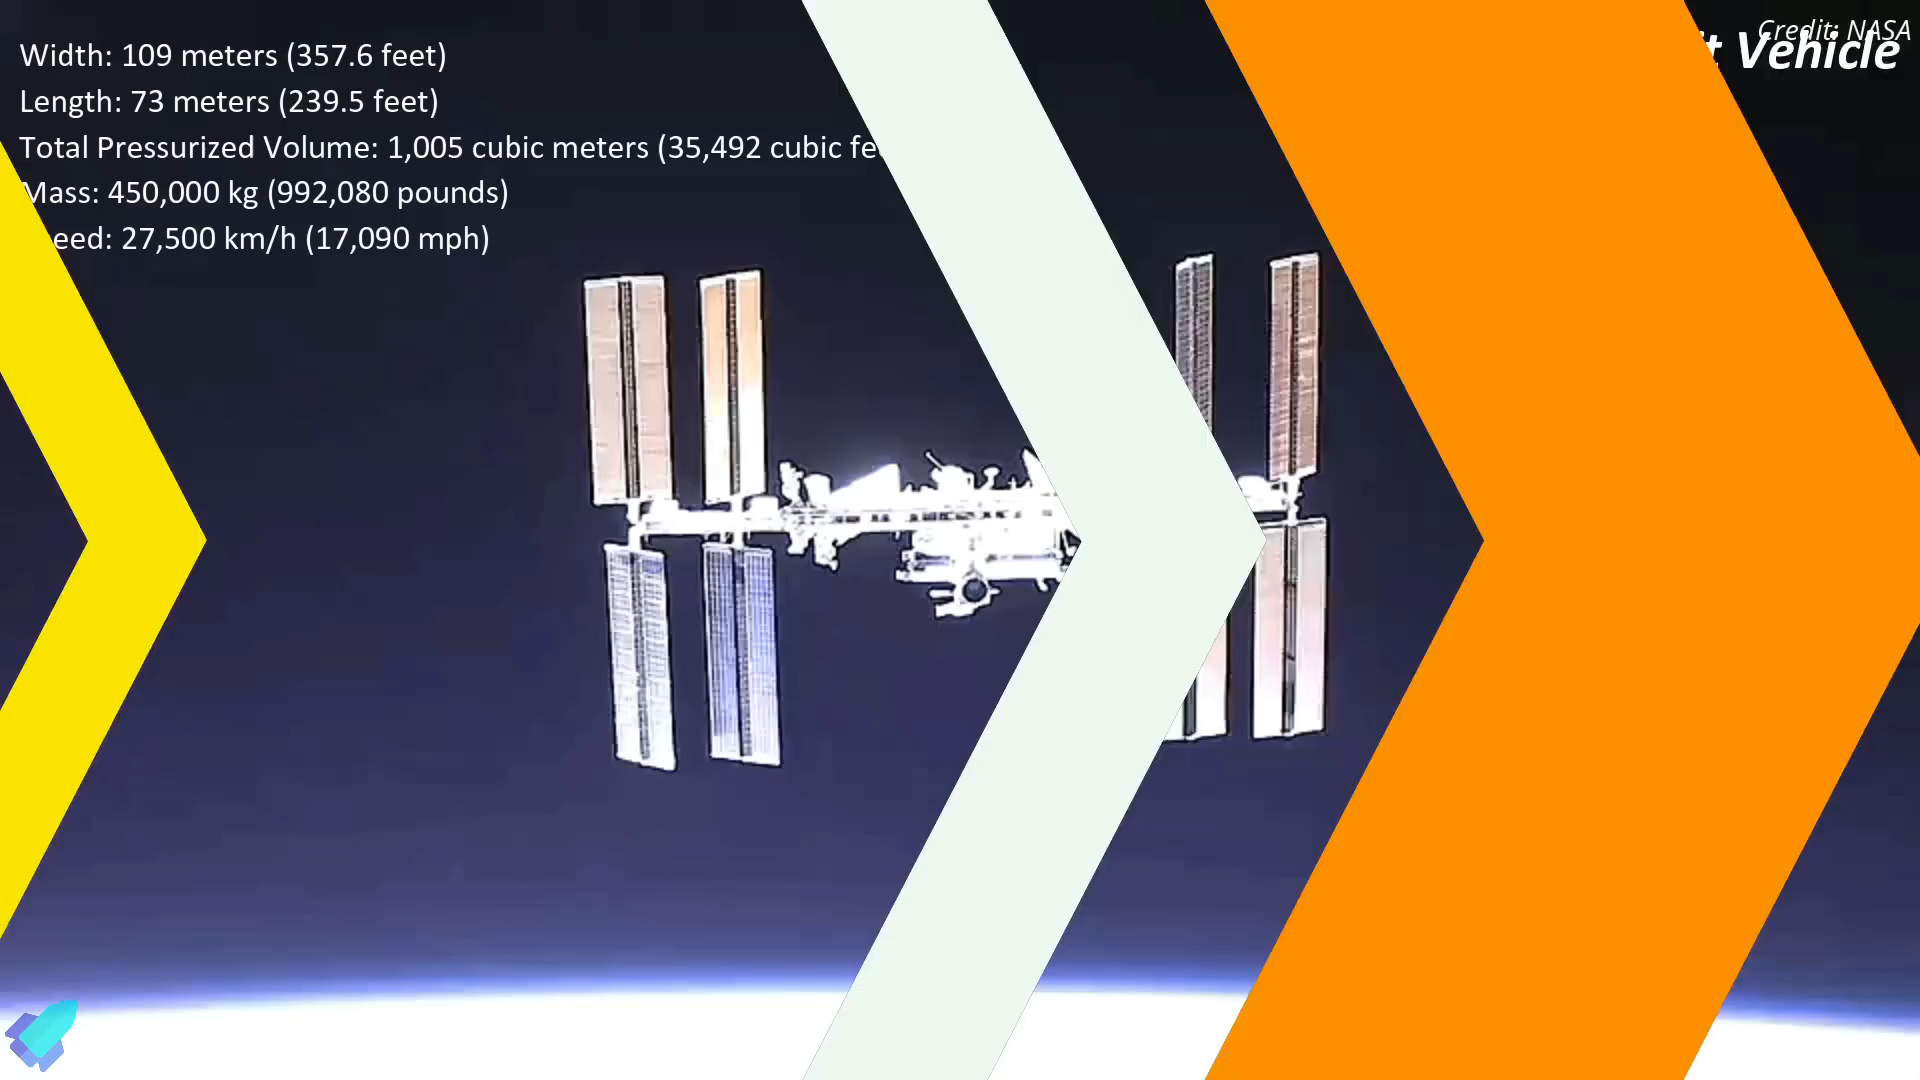 Credit: NASA
Vehicle
Width: 109 meters (357.6 feet)
Length: 73 meters (239.5 feet)
Total Pressurized Volume: 1,005 cubic meters (35,492 cubic
Mass: 450,000 kg (992,080 pounds)
27,500 km/h (17,090 mph)